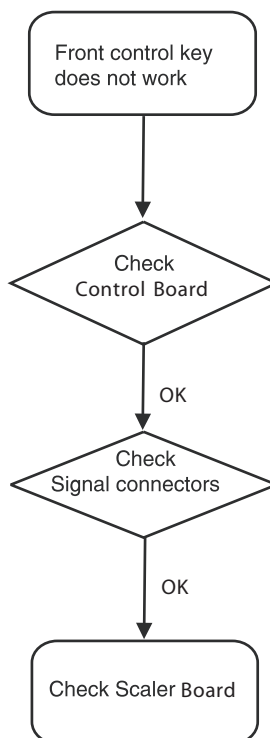 Front control key
does not work
Check
Control Board
OK
Check
Signal connectors
OK
Check Scaler Board